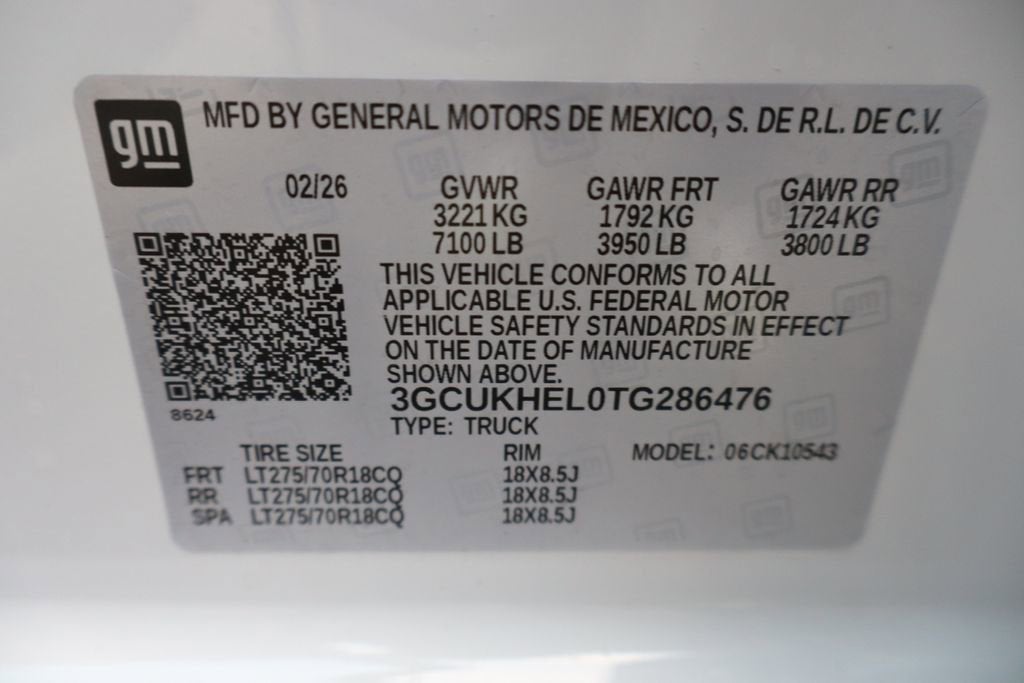 gm
MFD BY GENERAL MOTORS DE MEXICO, S. DE R.L. DE C.V.
02/26 GVWR GAWR FRT GAWR RR
3221 KG 1792 KG 1724 KG
7100 LB 3950 LB 3800 LB
THIS VEHICLE CONFORMS TO ALL
APPLICABLE U.S. FEDERAL MOTOR
VEHICLE SAFETY STANDARDS IN EFFECT
ON THE DATE OF MANUFACTURE
SHOWN ABOVE.
3GCUKHEL0TG286476
8624
TYPE: TRUCK
TIRE SIZE RIM MODEL: 06CK10543
FRT LT275/70R18CQ 18X8.5J
RR LT275/70R18CQ 18X8.5J
SPA LT275/70R18CQ 18X8.5J